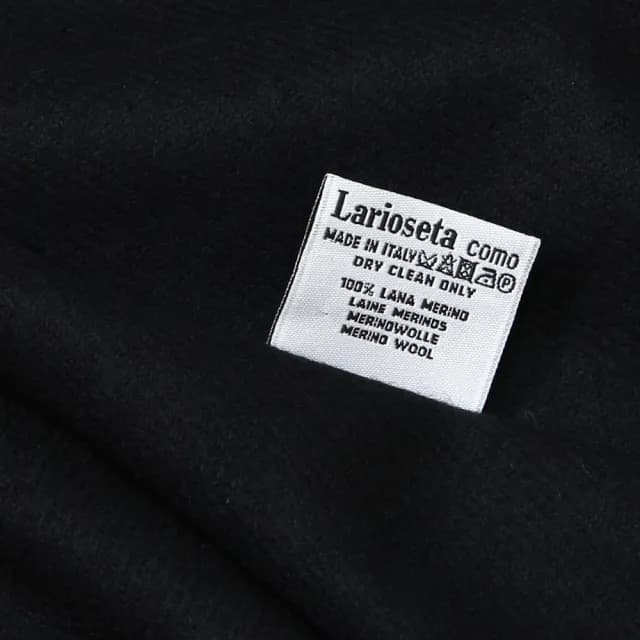 Larioseta como
MADE IN ITALY
DRY CLEAN ONLY
100% LANA MERINO
LAINE MERINOS
MERINOWOLLE
MERINO WOOL